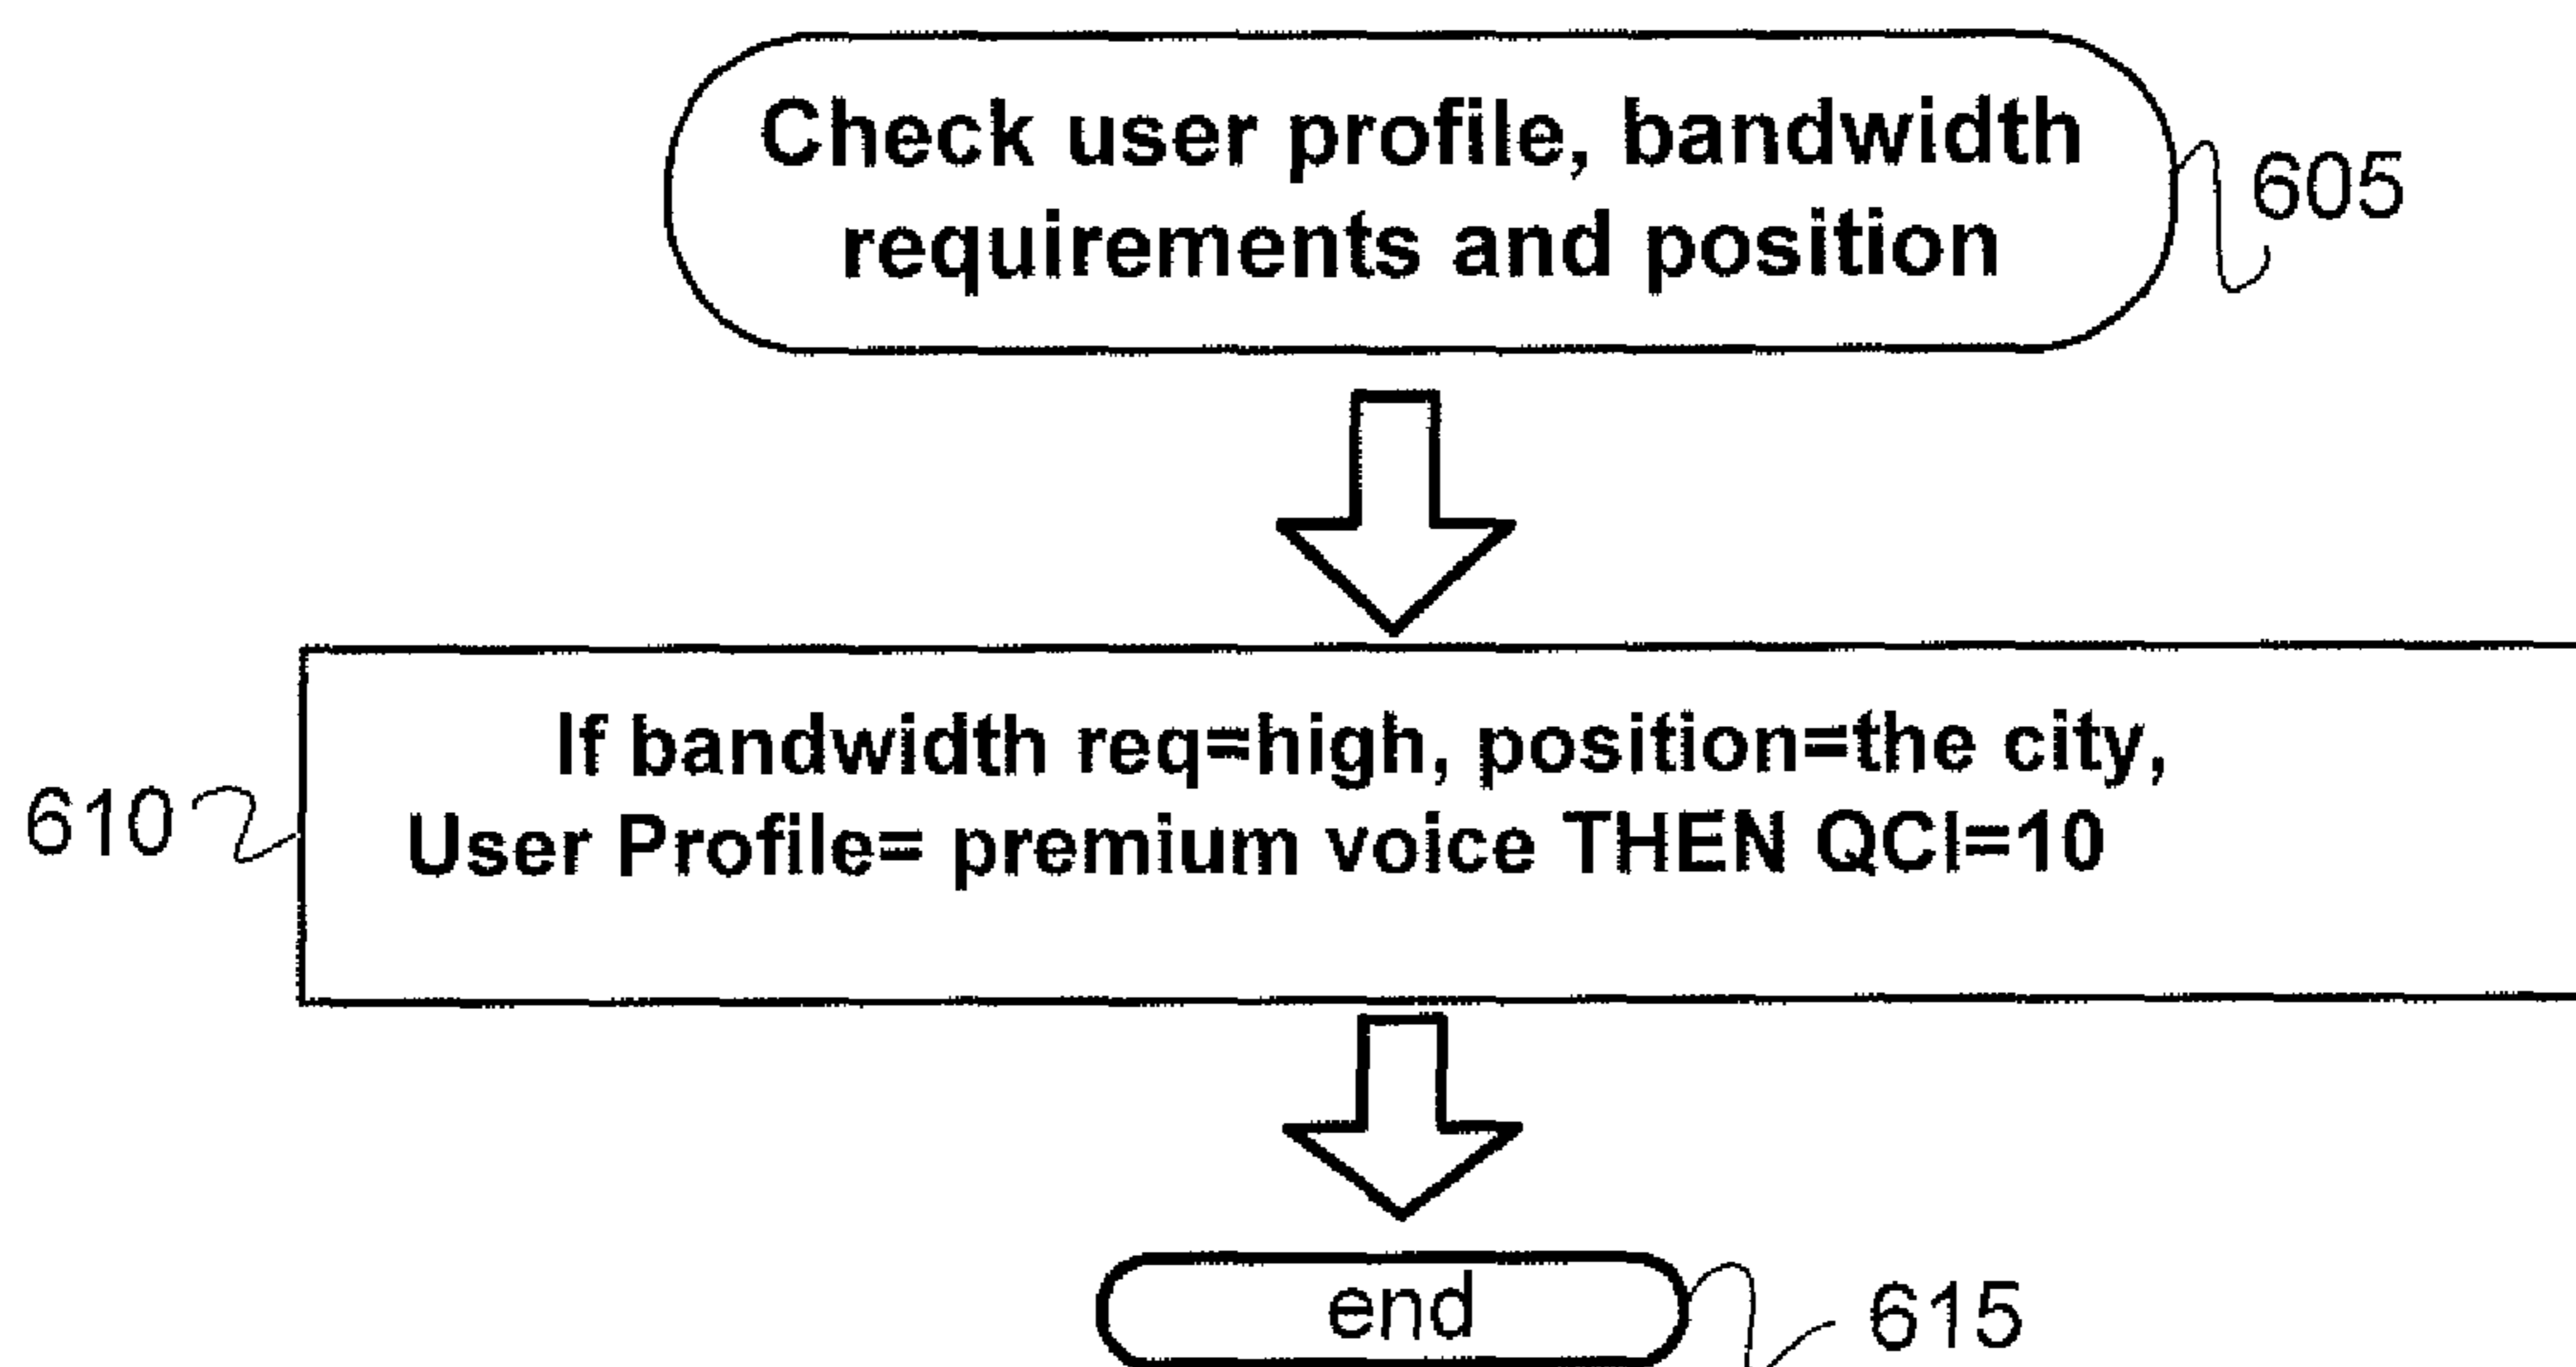 Check user profile, bandwidth
requirements and position
605
If bandwidth req=high, position=the city,
User Profile= premium voice THEN QCI=10
610
end
615